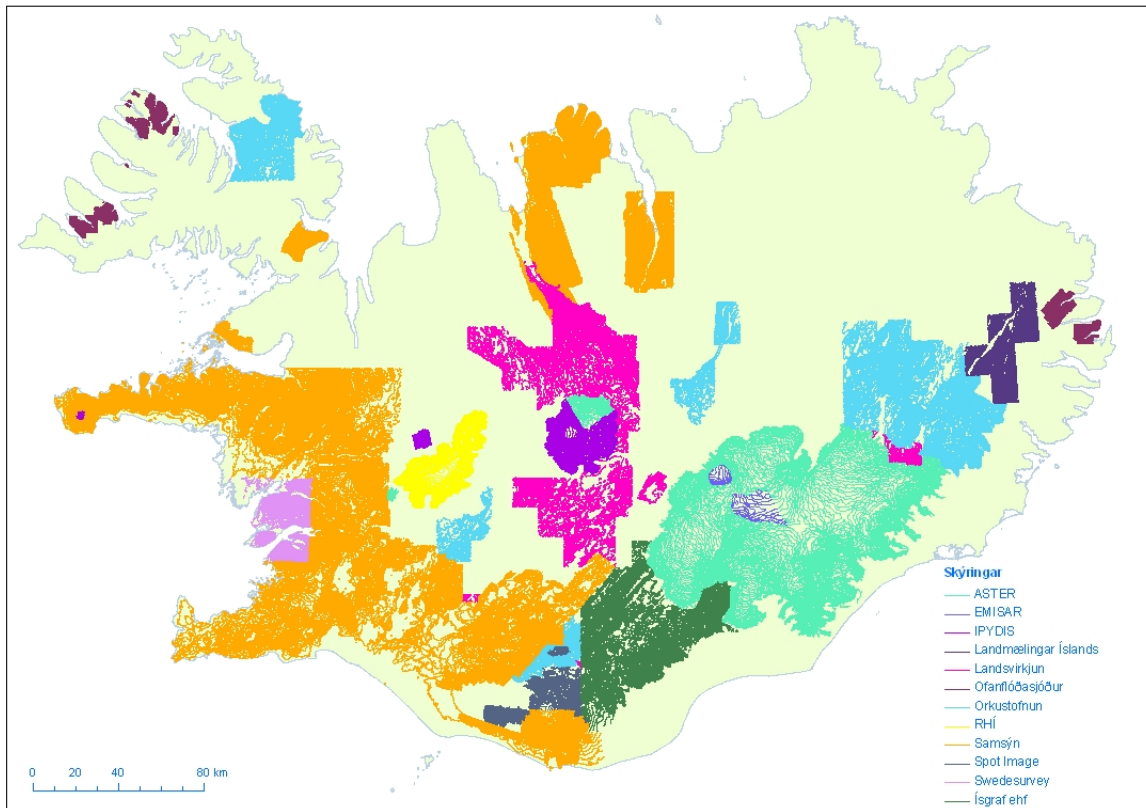 Skýringar
ASTER
EMISAR
IPYDIS
Landmælingar Íslands
Landsvirkjun
Ofanflóðasjóður
Orkustofnun
RHÍ
Samsýn
Spot Image
Swedesurvey
Ísgraf ehf
0 20 40 80 km